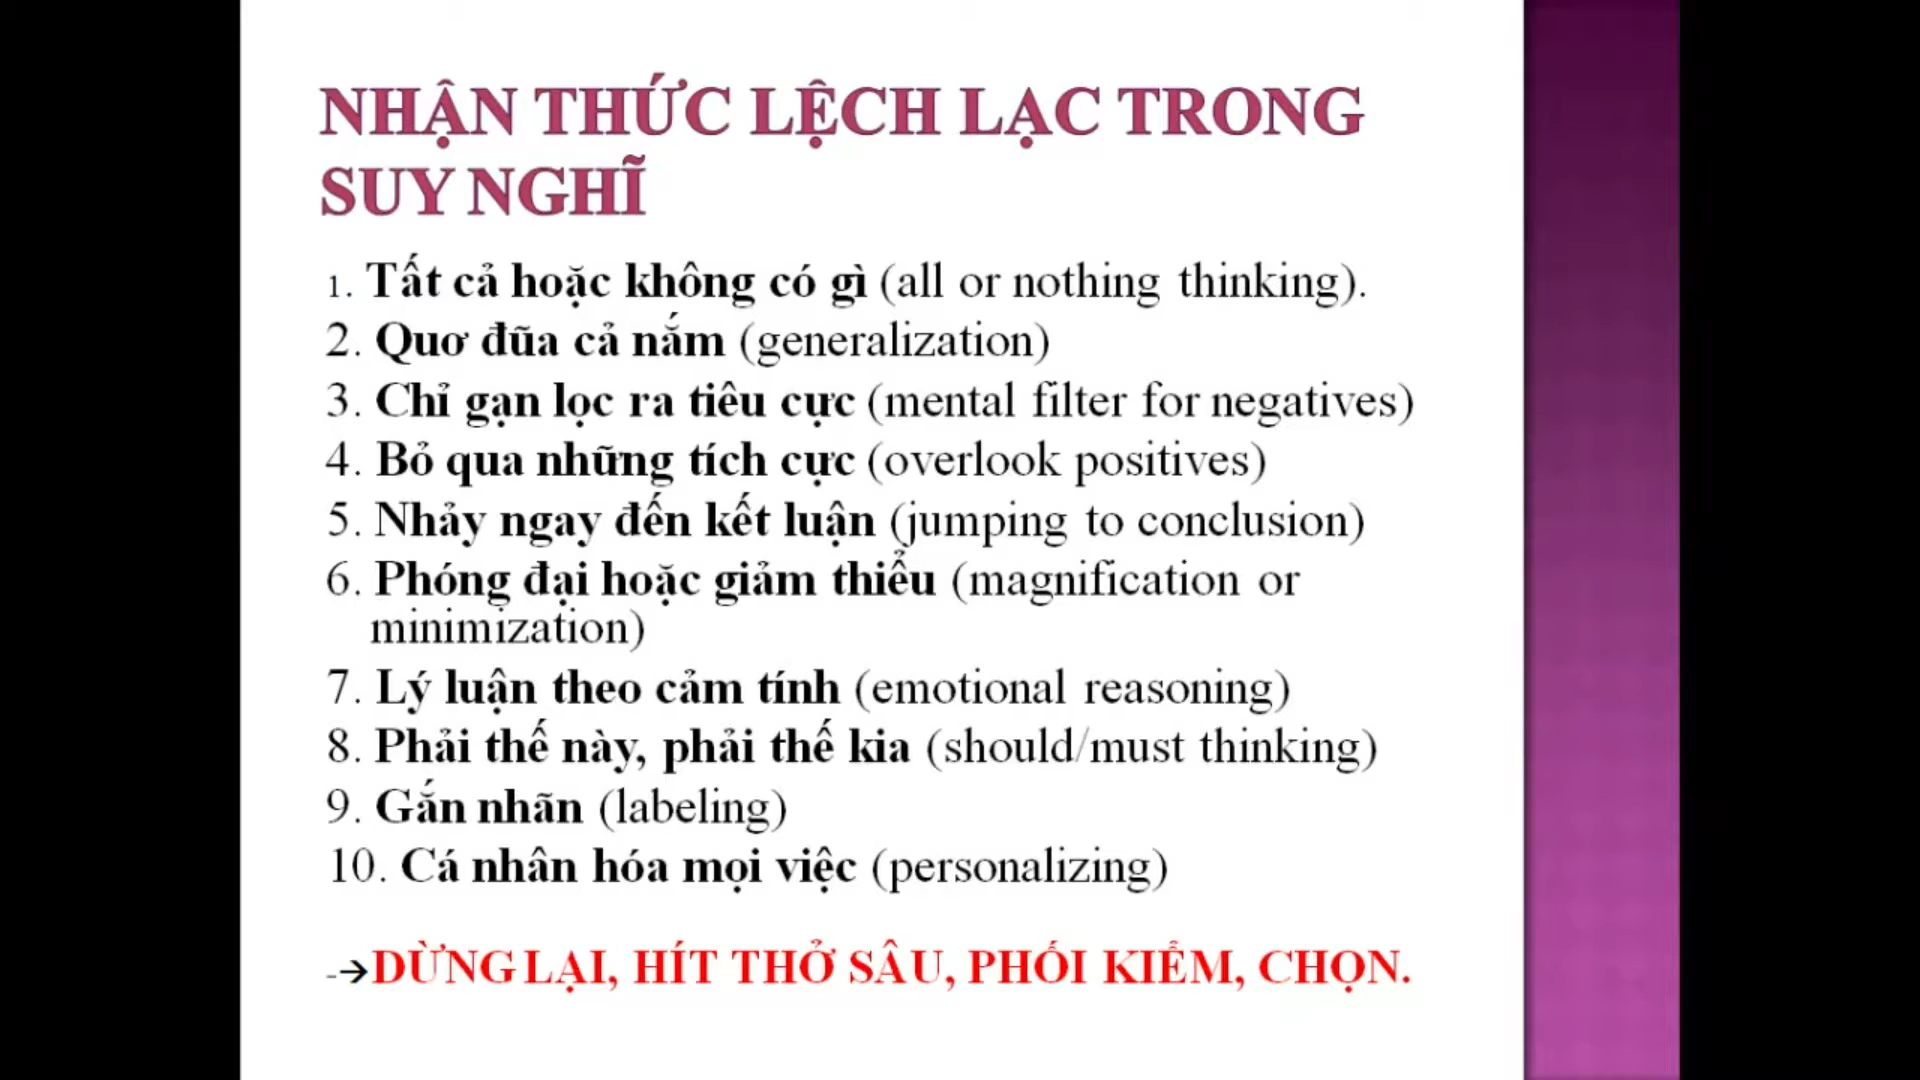 NHẬN THỨC LỆCH LẠC TRONG
SUY NGHĨ
1. Tất cả hoặc không có gì (all or nothing thinking).
2. Quơ đũa cả nắm (generalization)
3. Chỉ gạn lọc ra tiêu cực (mental filter for negatives)
4. Bỏ qua những tích cực (overlook positives)
5. Nhảy ngay đến kết luận (jumping to conclusion)
6. Phóng đại hoặc giảm thiểu (magnification or
minimization)
7. Lý luận theo cảm tính (emotional reasoning)
8. Phải thế này, phải thế kia (should/must thinking)
9. Gắn nhãn (labeling)
10. Cá nhân hóa mọi việc (personalizing)
-→DỪNG LẠI, HÍT THỞ SÂU, PHỐI KIỂM, CHỌN.